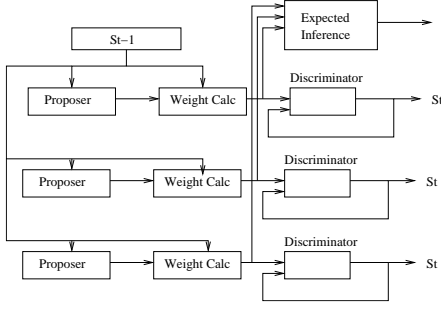 Expected
Inference
St-1
Discriminator
Proposer
Weight Calc
St
Discriminator
Proposer
Weight Calc
St
Discriminator
Proposer
Weight Calc
St